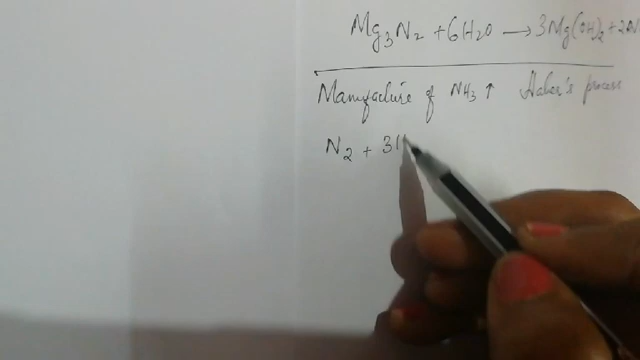 Mg₃N₂ + 6H₂O → 3Mg(OH)₂ + 2N
Manufacture of NH₃ ↑ Haber's process
N₂ + 3